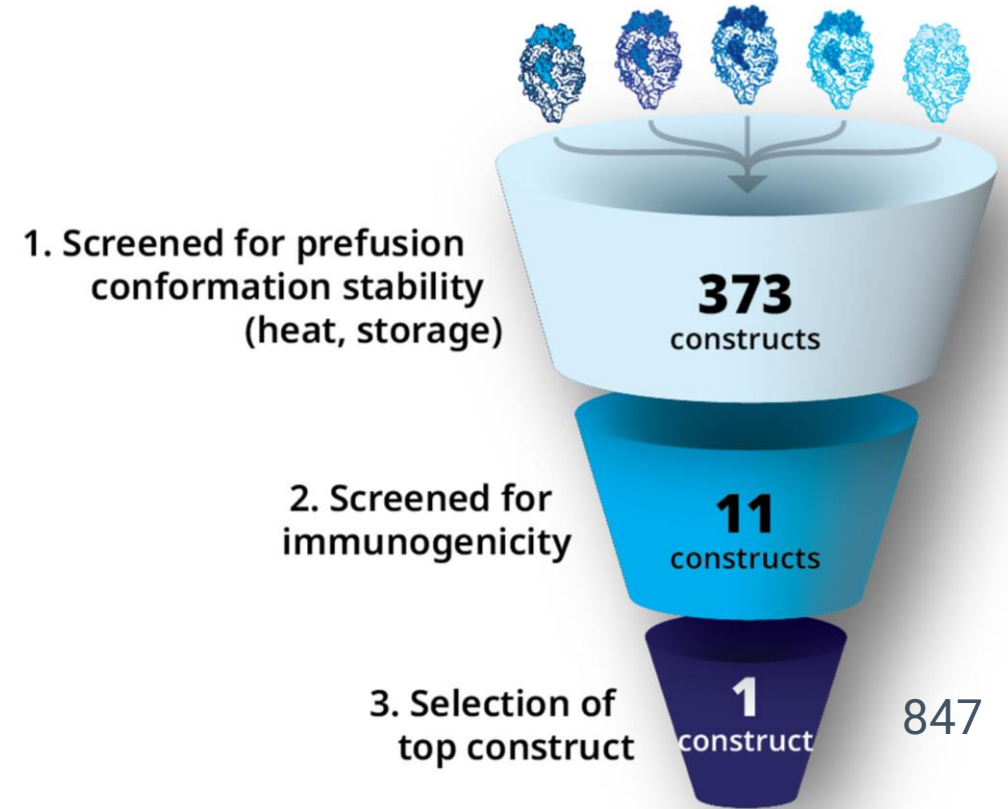 1. Screened for prefusion
conformation stability
(heat, storage)
373
constructs
2. Screened for
immunogenicity
11
constructs
3. Selection of
top construct
1
construct
847